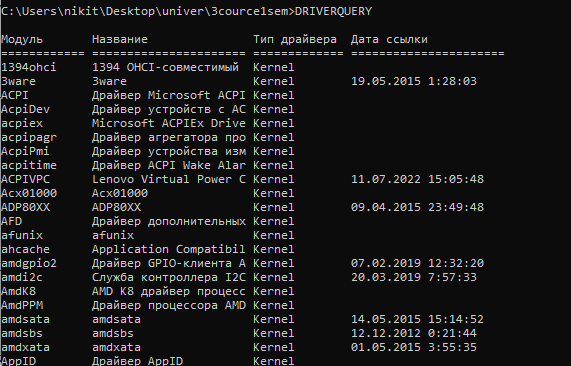 C:\Users\nikit\Desktop\univer\3cource1sem>DRIVERQUERY
Модуль Название Тип драйвера Дата ссылки
============ ====================== ============= ======================
1394ohci 1394 OHCI-совместимый Kernel
3ware 3ware Kernel 19.05.2015 1:28:03
ACPI Драйвер Microsoft ACPI Kernel
AcpiDev Драйвер устройств с AC Kernel
acpiex Microsoft ACPIEx Drive Kernel
acpipagr Драйвер агрегатора про Kernel
AcpiPmi Драйвер устройства изм Kernel
acpitime Драйвер ACPI Wake Alar Kernel
ACPIVPC Lenovo Virtual Power C Kernel 11.07.2022 15:05:48
Acx01000 Acx01000 Kernel
ADP80XX ADP80XX Kernel 09.04.2015 23:49:48
AFD Драйвер дополнительных Kernel
afunix afunix Kernel
ahcache Application Compatibil Kernel
amdgpio2 Драйвер GPIO-клиента A Kernel 07.02.2019 12:32:20
amdi2c Служба контроллера I2C Kernel 20.03.2019 7:57:33
AmdK8 AMD K8 драйвер процесс Kernel
AmdPPM Драйвер процессора AMD Kernel
amdsata amdsata Kernel 14.05.2015 15:14:52
amdsbs amdsbs Kernel 12.12.2012 0:21:44
amdxata amdxata Kernel 01.05.2015 3:55:35
AppID Драйвер AppID Kernel